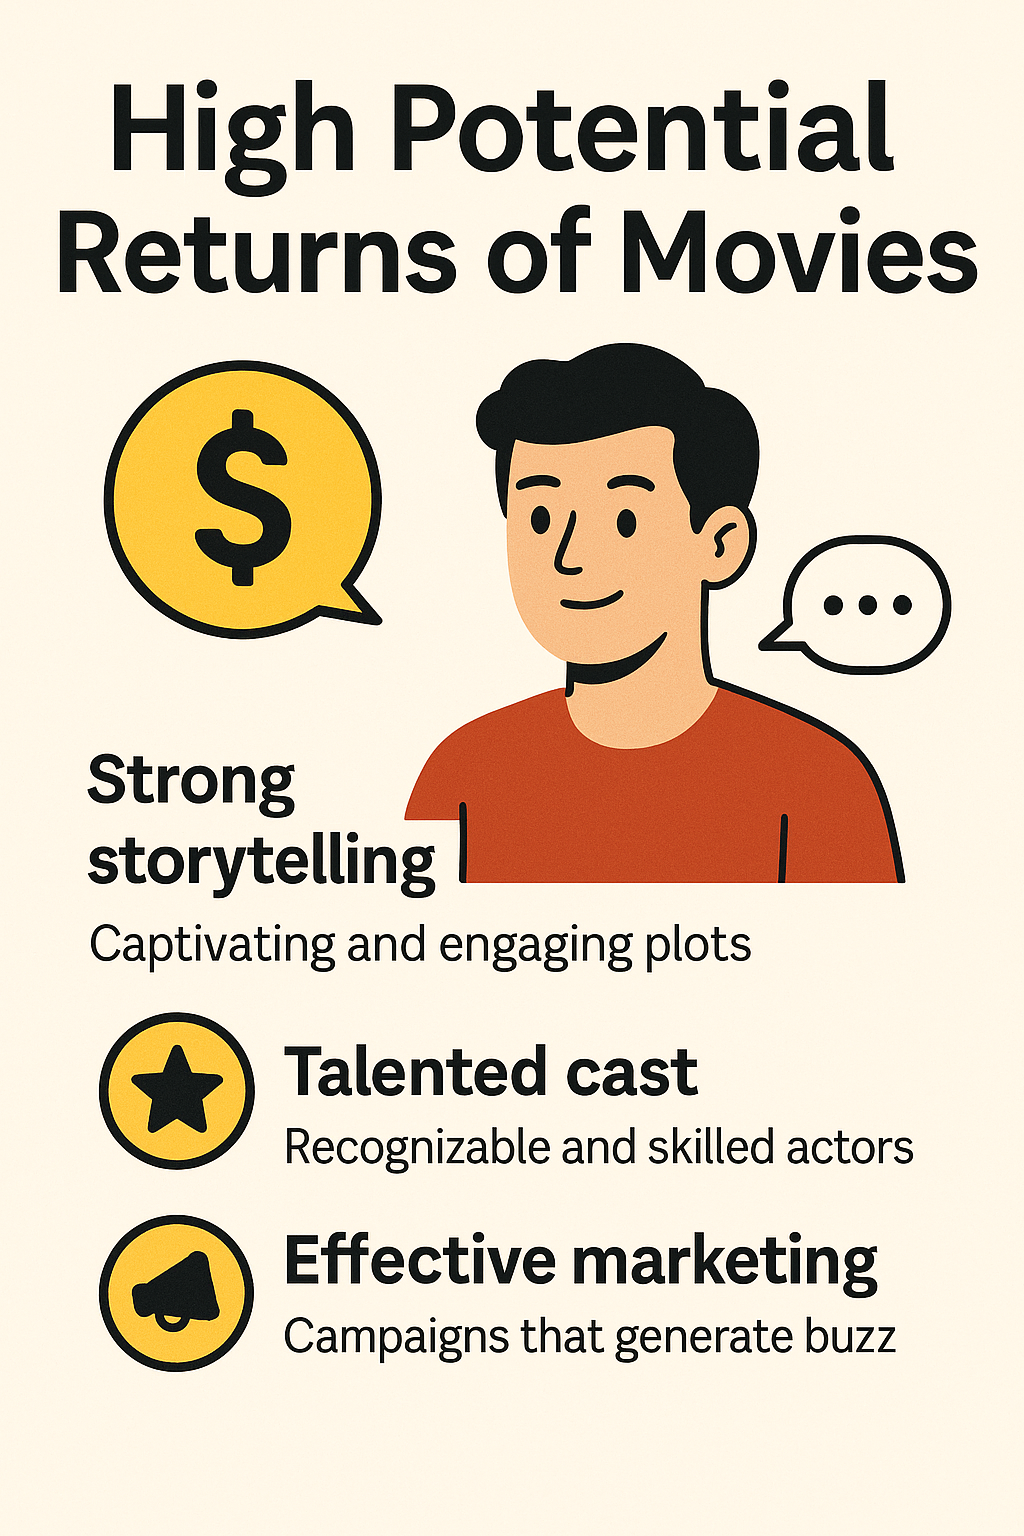 High Potential
Returns of Movies
$
Strong
storytelling
Captivating and engaging plots
Talented cast
Recognizable and skilled actors
Effective marketing
Campaigns that generate buzz